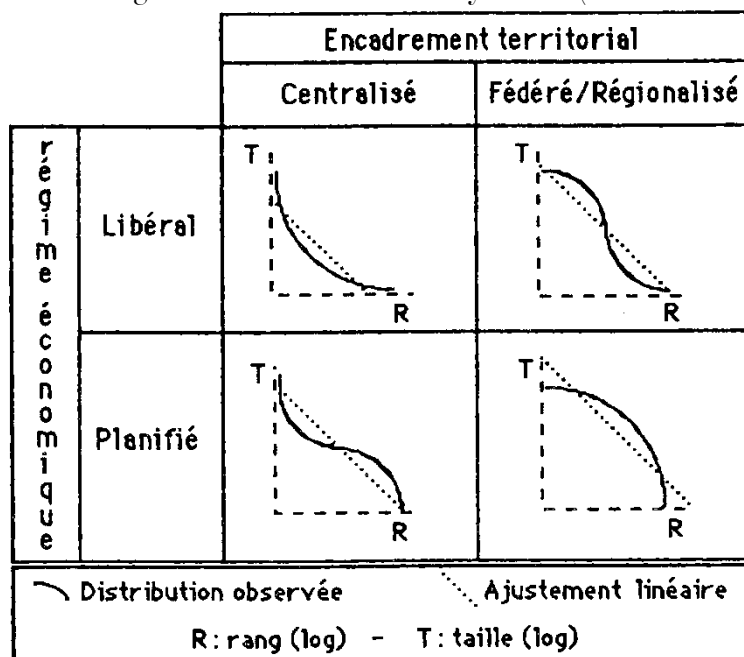 Encadrement territorial
Centralisé Fédéré/Régionalisé
régime économique
Libéral
T
R
T
R
Planifié
T
R
T
R
Distribution observée Ajustement linéaire
R: rang (log) - T: taille (log)